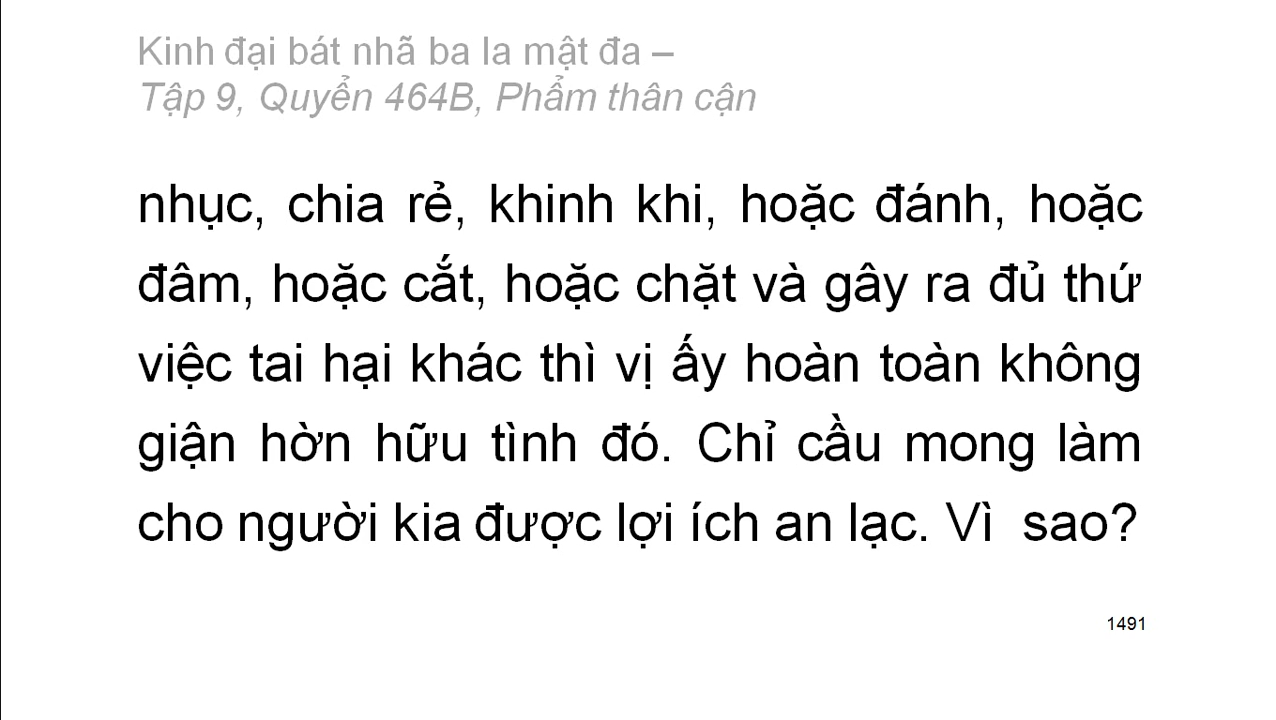 Kinh đại bát nhã ba la mật đa –
Tập 9, Quyển 464B, Phẩm thân cận
nhục, chia rẻ, khinh khi, hoặc đánh, hoặc
đâm, hoặc cắt, hoặc chặt và gây ra đủ thứ
việc tai hại khác thì vị ấy hoàn toàn không
giận hờn hữu tình đó. Chỉ cầu mong làm
cho người kia được lợi ích an lạc. Vì  sao?
1491